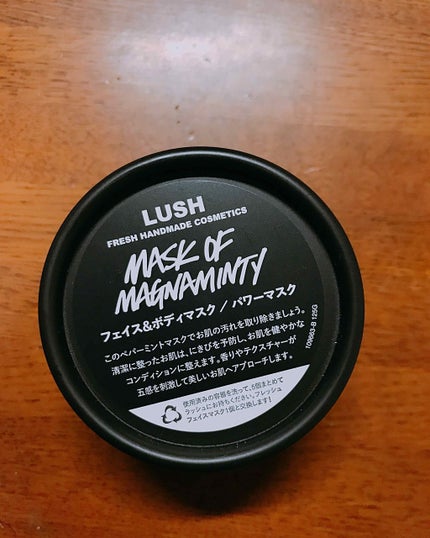 LUSH
FRESH HANDMADE COSMETICS
MASK OF
MAGNAMINTY
フェイス&ボディマスク / パワーマスク
このペパーミントマスクでお肌の汚れを取り除きましょう。
清潔に整ったお肌は、にきびを予防し、お肌を健やかな
コンディションに整えます。香りやテクスチャーが
五感を刺激して美しいお肌へアプローチします。
使用済みの容器を洗って、5個まとめて
ラッシュにお持ちください。フレッシュ
フェイスマスク1個と交換します!
T09663-B 125G